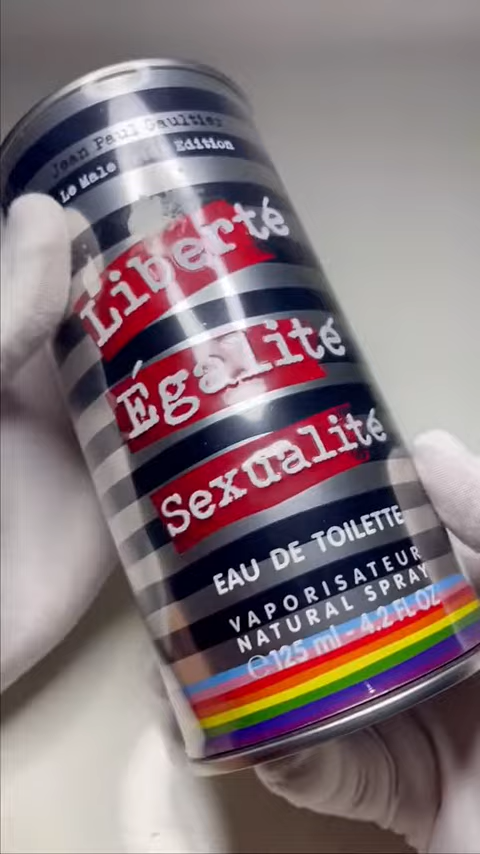 Jean Paul Gaultier
Le Male Edition
Liberté
Égalité
Sexualité
EAU DE TOILETTE
VAPORISATEUR
NATURAL SPRAY
℮125 ml - 4.2 FL.OZ.